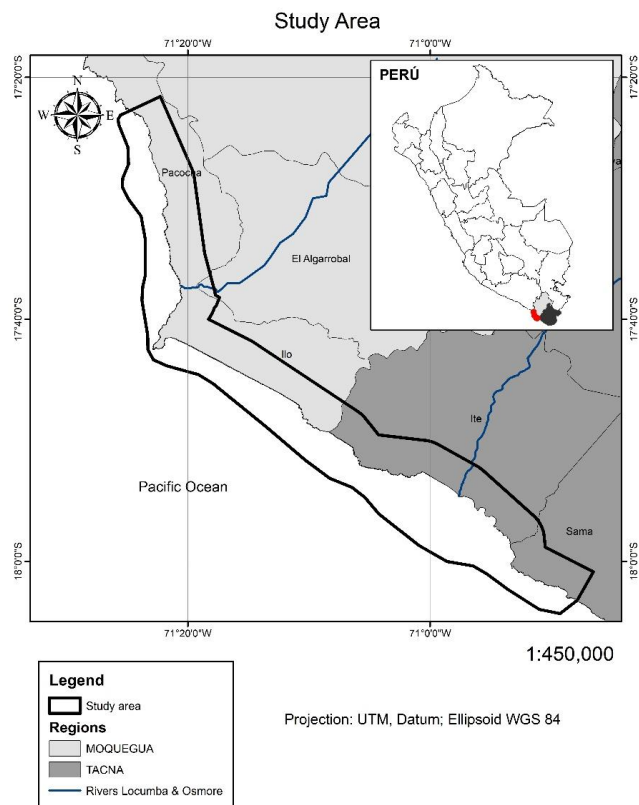 Study Area
71°20'0"W
71°0'0"W
17°20'0"S
17°20'0"S
N
W
E
S
PERÚ
Pacocha
El Algarrobal
17°40'0"S
17°40'0"S
Ilo
Ite
Pacific Ocean
Sama
18°0'0"S
18°0'0"S
71°20'0"W
71°0'0"W
1:450,000
Legend
Study area
Regions
MOQUEGUA
TACNA
Rivers Locumba & Osmore
Projection: UTM, Datum; Ellipsoid WGS 84